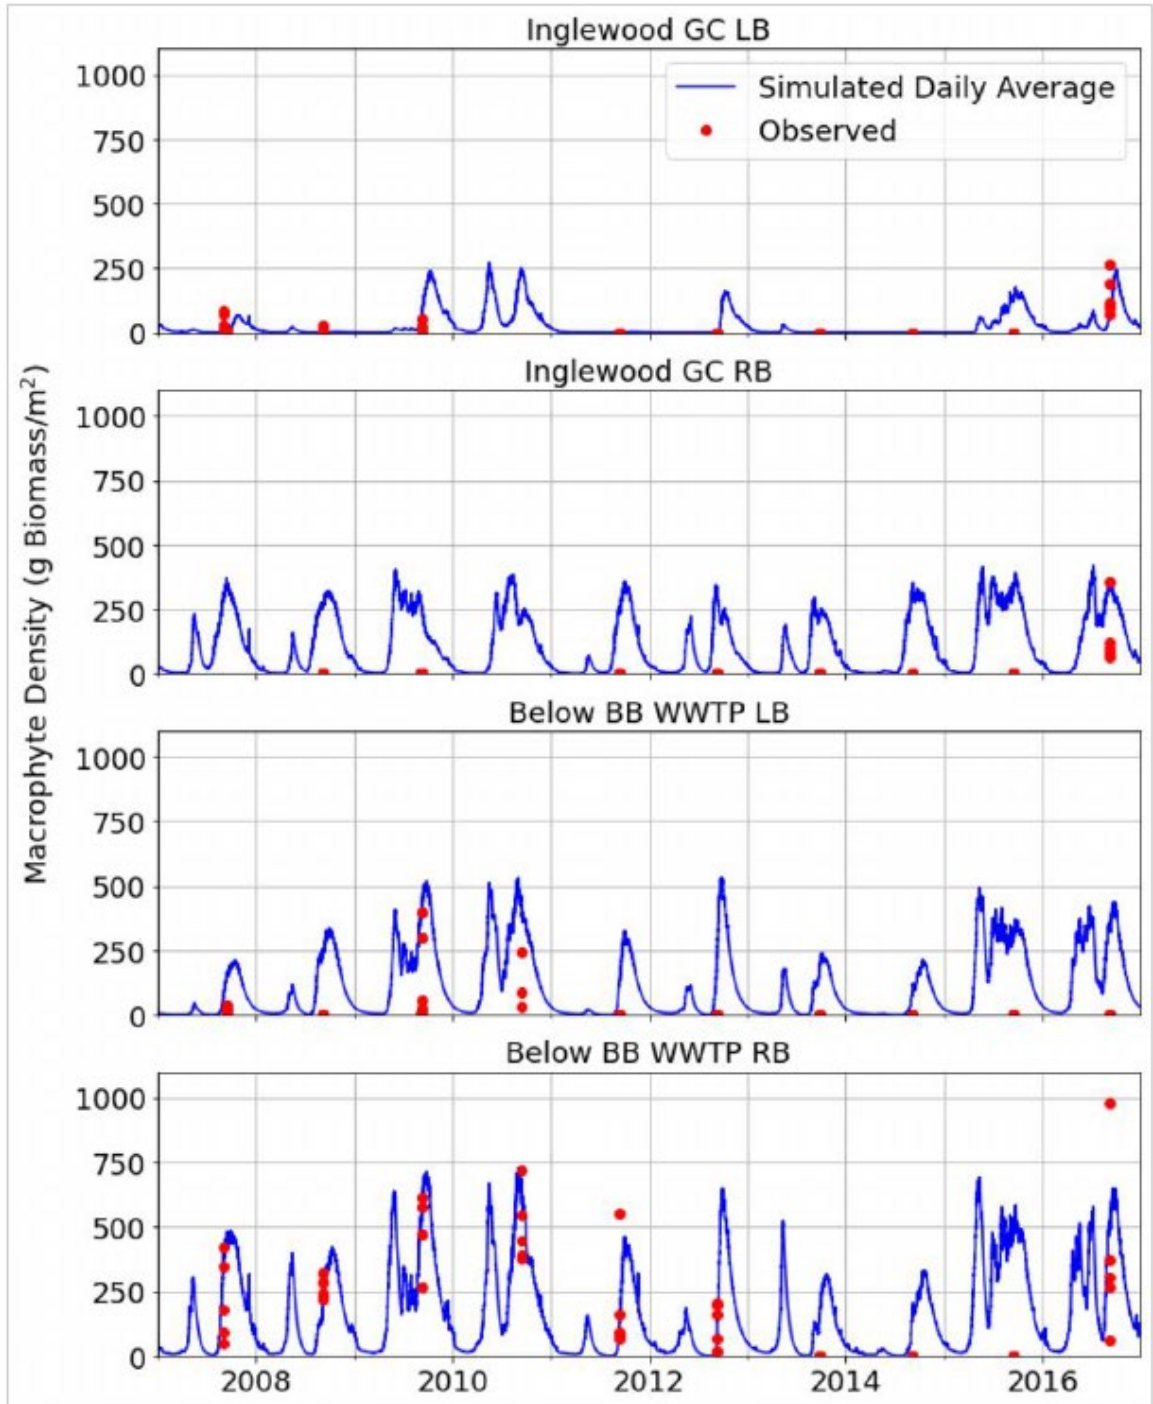 Inglewood GC LB
1000
750
500
250
0
Simulated Daily Average
Observed
Inglewood GC RB
1000
750
500
250
0
Macrophyte Density (g Biomass/m²)
Below BB WWTP LB
1000
750
500
250
0
Below BB WWTP RB
1000
750
500
250
0
2008 2010 2012 2014 2016